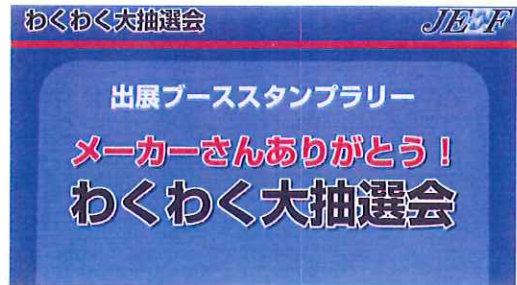 わくわく大抽選会
JEFF
出展ブーススタンプラリー
メーカーさんありがとう！
わくわく大抽選会